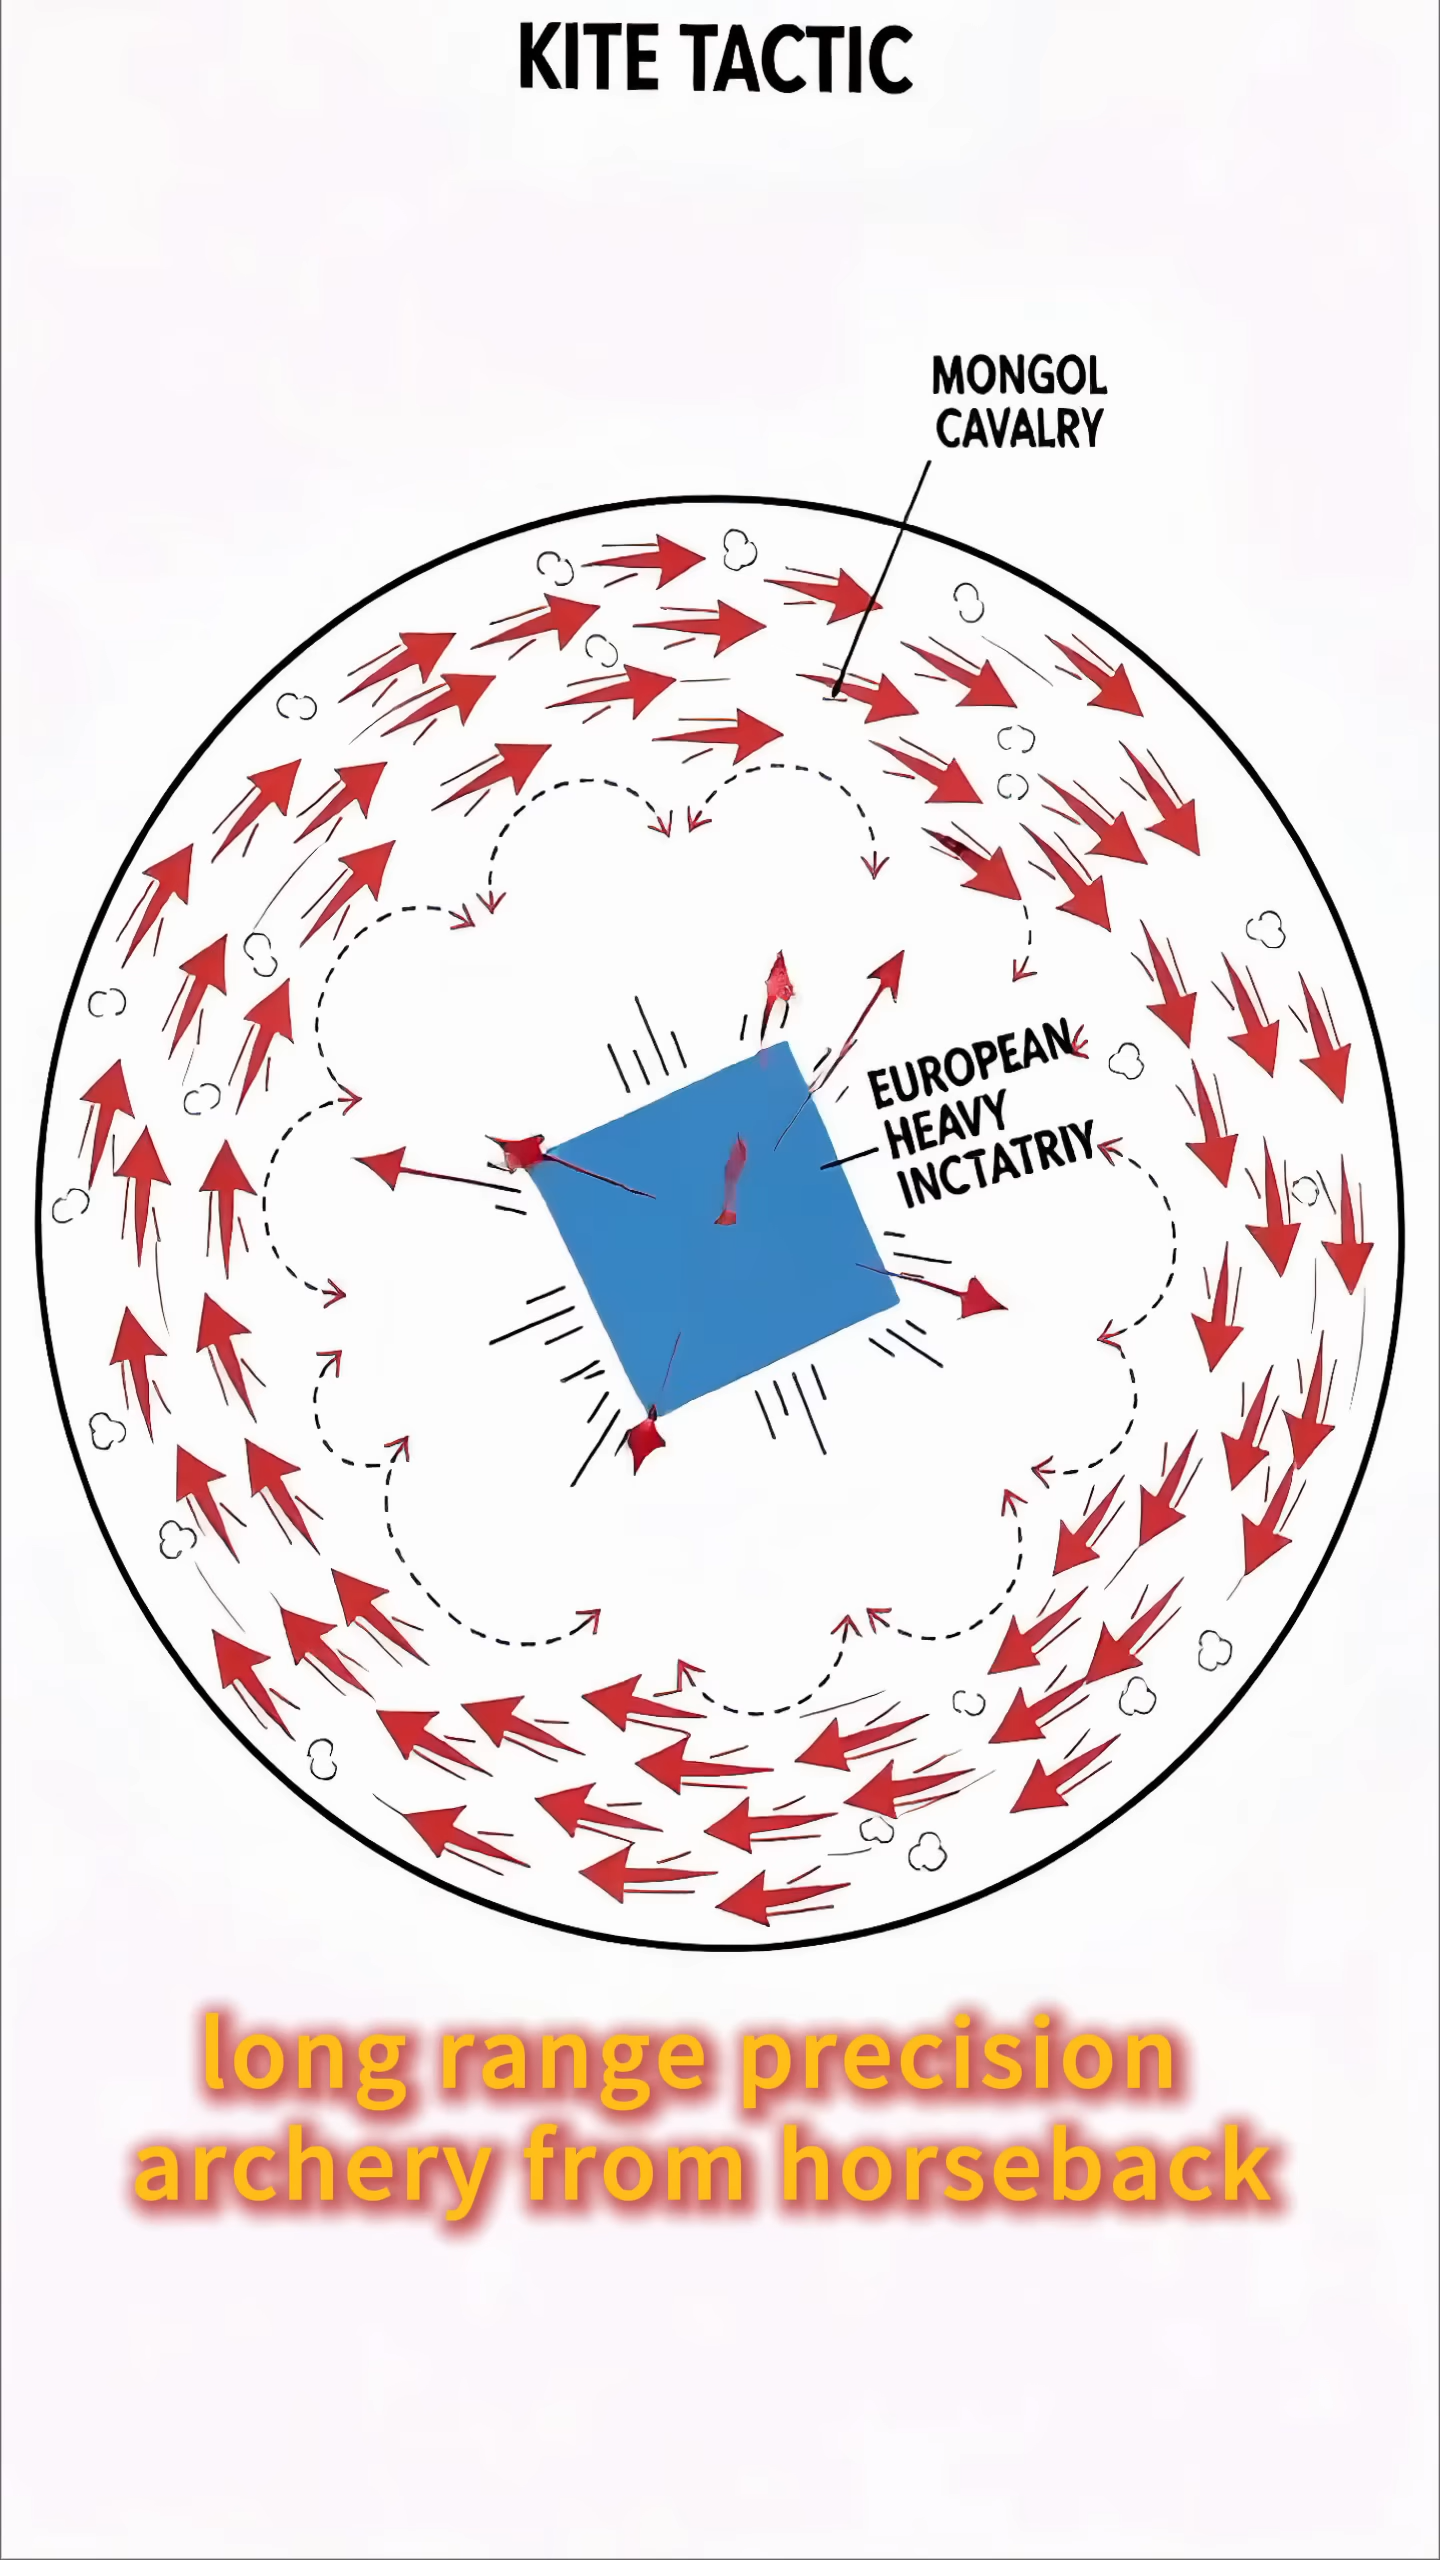 KITE TACTIC
MONGOL
CAVALRY
EUROPEAN
HEAVY
INCTATRIY
long range precision
archery from horseback